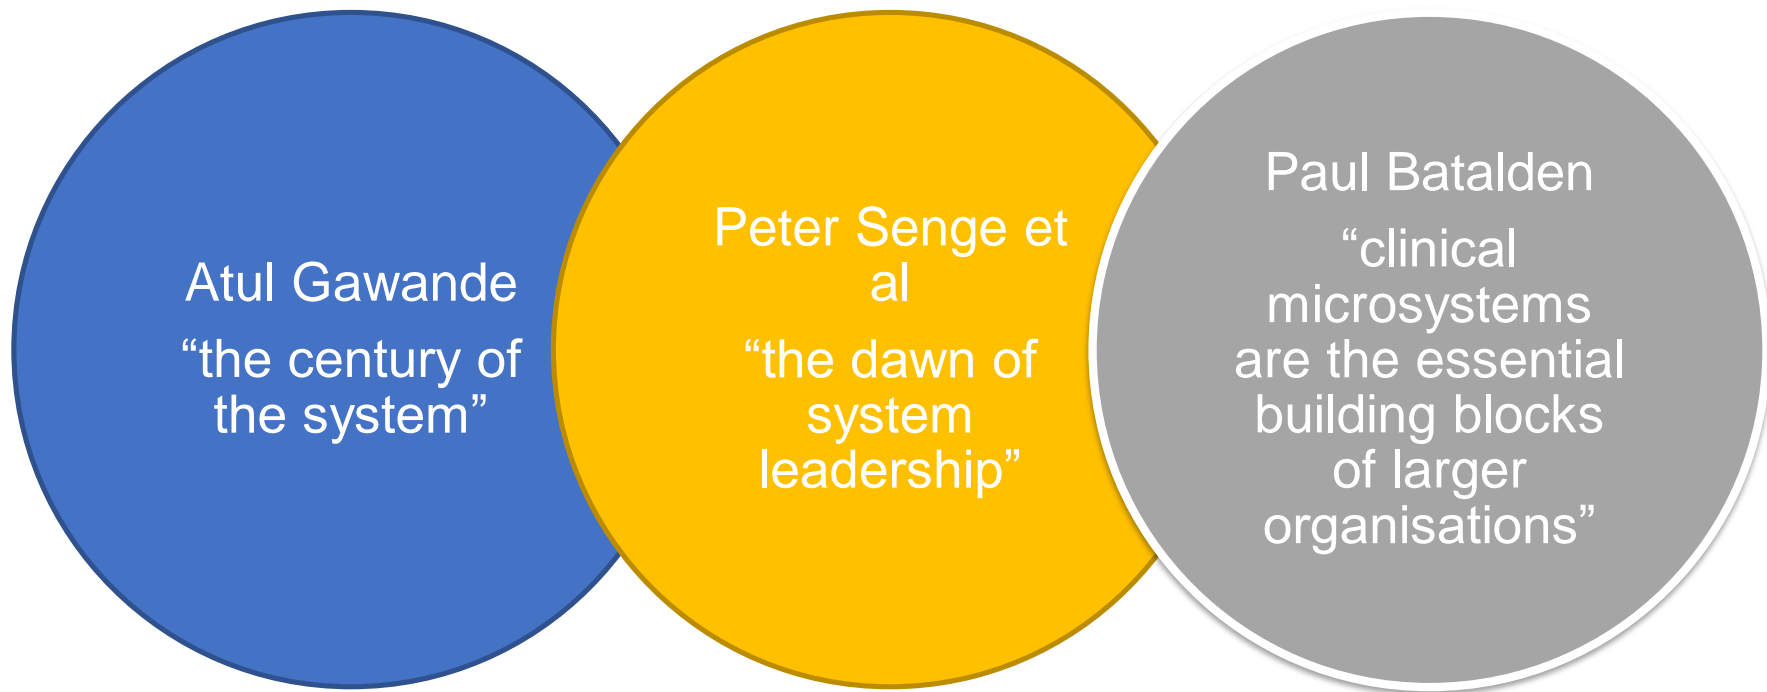 Atul Gawande
“the century of
the system”
Peter Senge et
al
“the dawn of
system
leadership”
Paul Batalden
“clinical
microsystems
are the essential
building blocks
of larger
organisations”